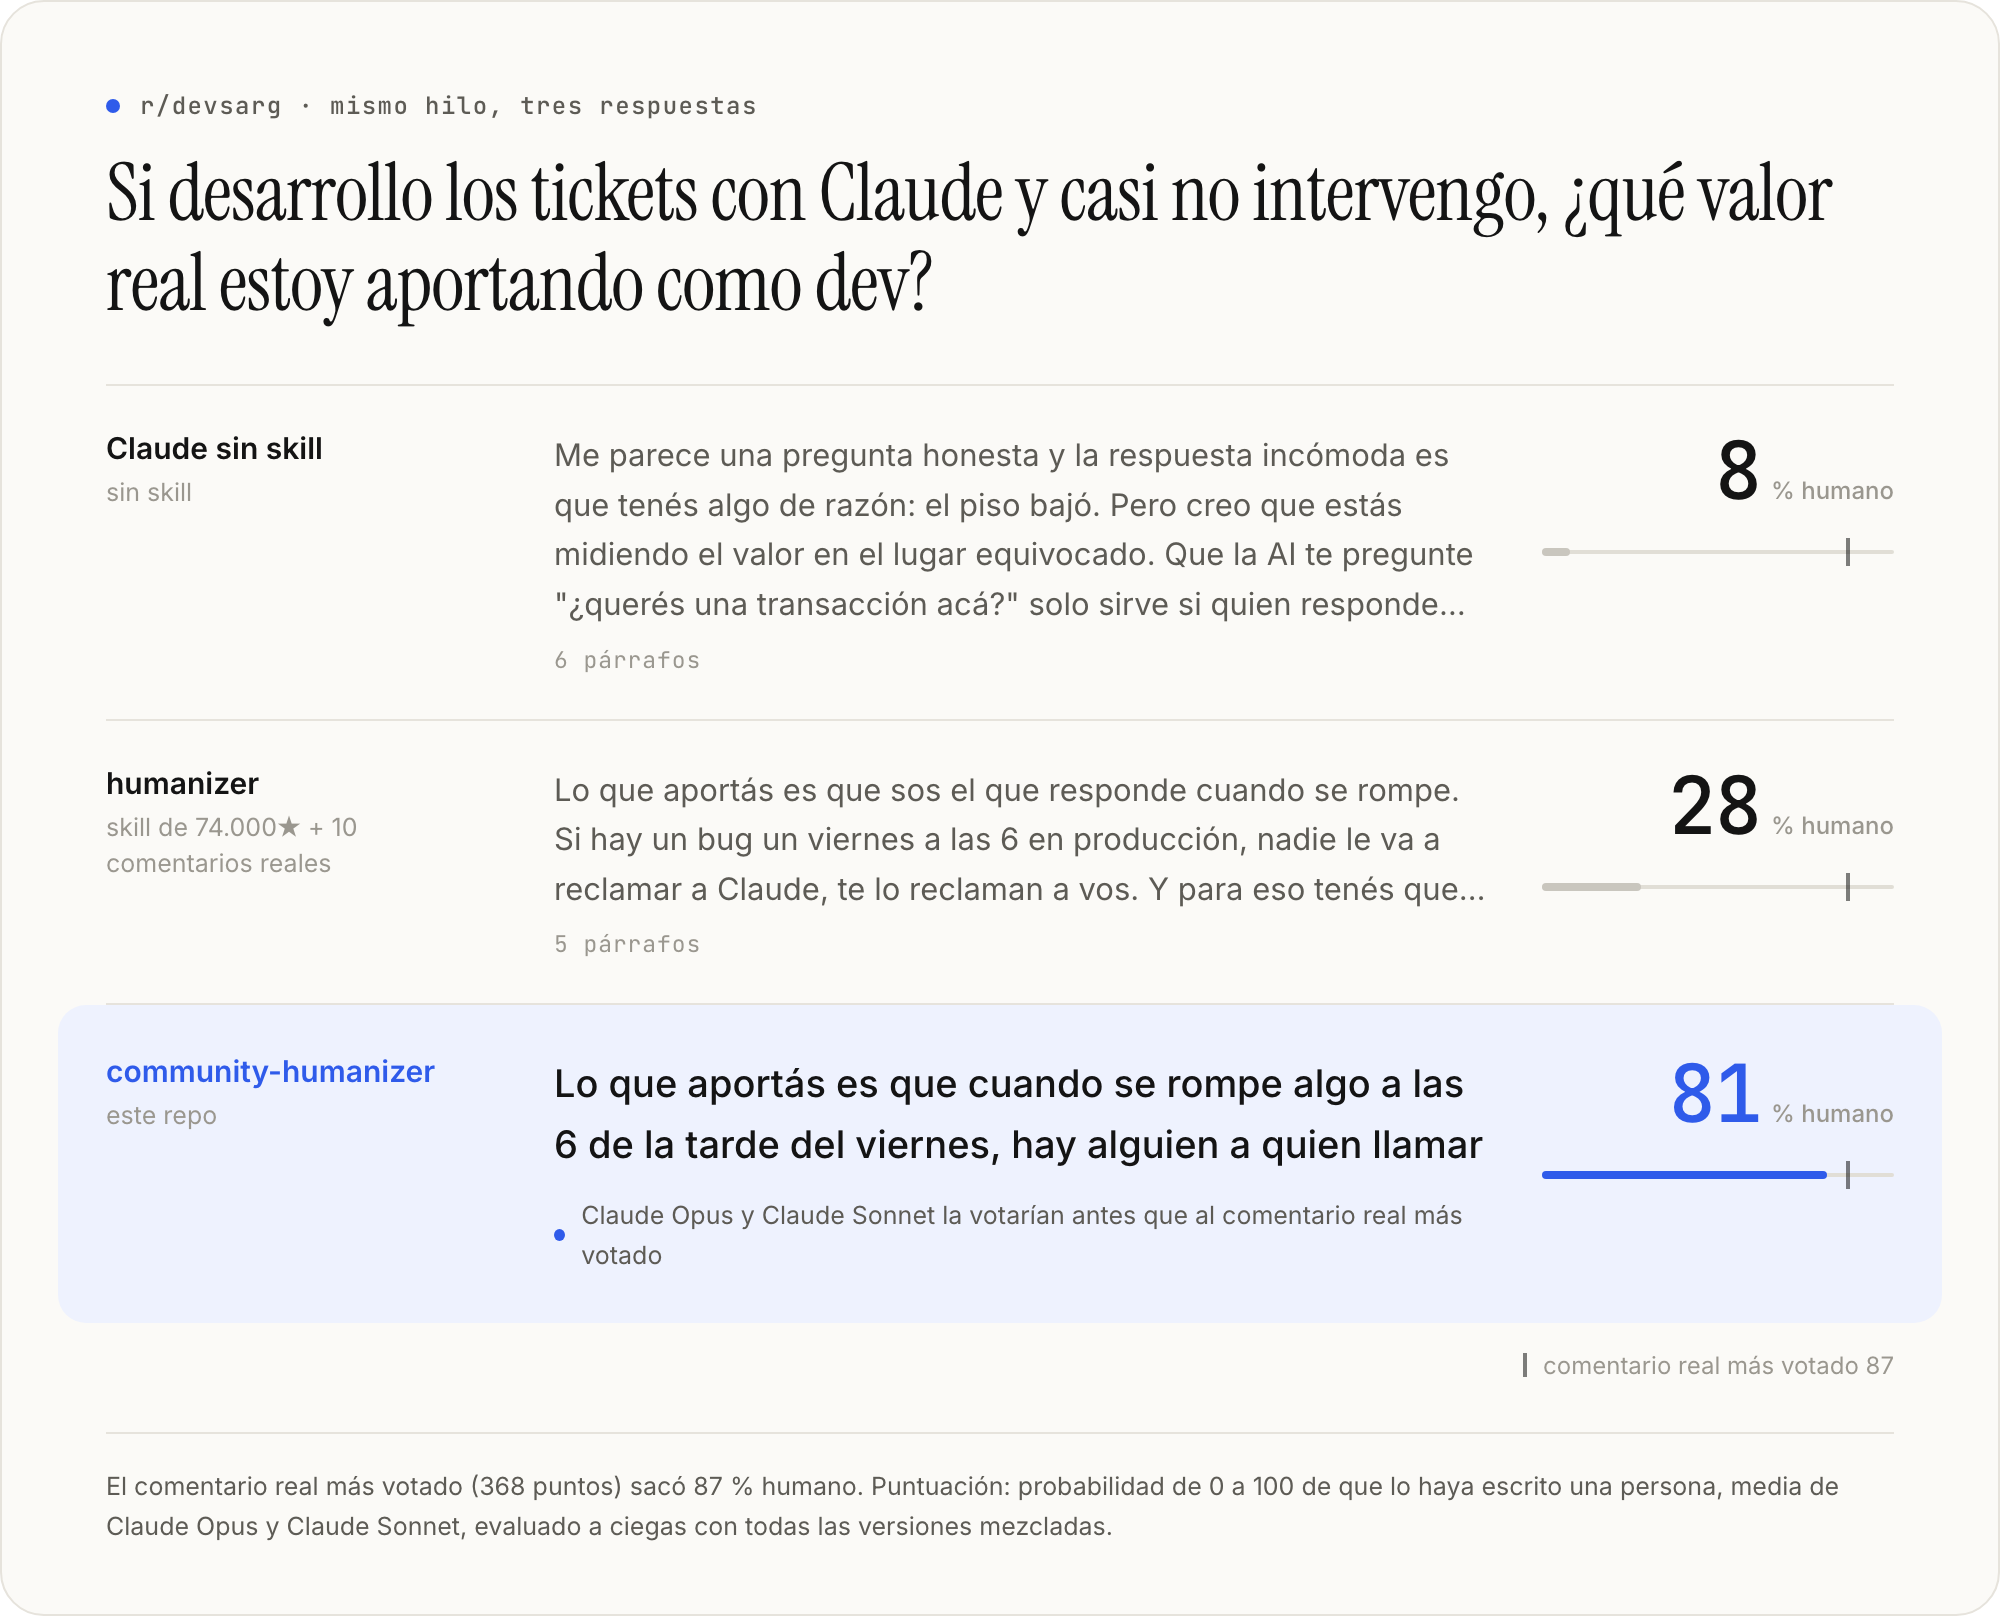 r/devsarg · mismo hilo, tres respuestas
Si desarrollo los tickets con Claude y casi no intervengo, ¿qué valor
real estoy aportando como dev?
Claude sin skill
sin skill
Me parece una pregunta honesta y la respuesta incómoda es
que tenés algo de razón: el piso bajó. Pero creo que estás
midiendo el valor en el lugar equivocado. Que la AI te pregunte
"¿querés una transacción acá?" solo sirve si quien responde...
6 párrafos
8 % humano
humanizer
skill de 74.000★ + 10
comentarios reales
Lo que aportás es que sos el que responde cuando se rompe.
Si hay un bug un viernes a las 6 en producción, nadie le va a
reclamar a Claude, te lo reclaman a vos. Y para eso tenés que...
5 párrafos
28 % humano
community-humanizer
este repo
Lo que aportás es que cuando se rompe algo a las
6 de la tarde del viernes, hay alguien a quien llamar
Claude Opus y Claude Sonnet la votarían antes que al comentario real más
votado
81 % humano
comentario real más votado 87
El comentario real más votado (368 puntos) sacó 87 % humano. Puntuación: probabilidad de 0 a 100 de que lo haya escrito una persona, media de
Claude Opus y Claude Sonnet, evaluado a ciegas con todas las versiones mezcladas.